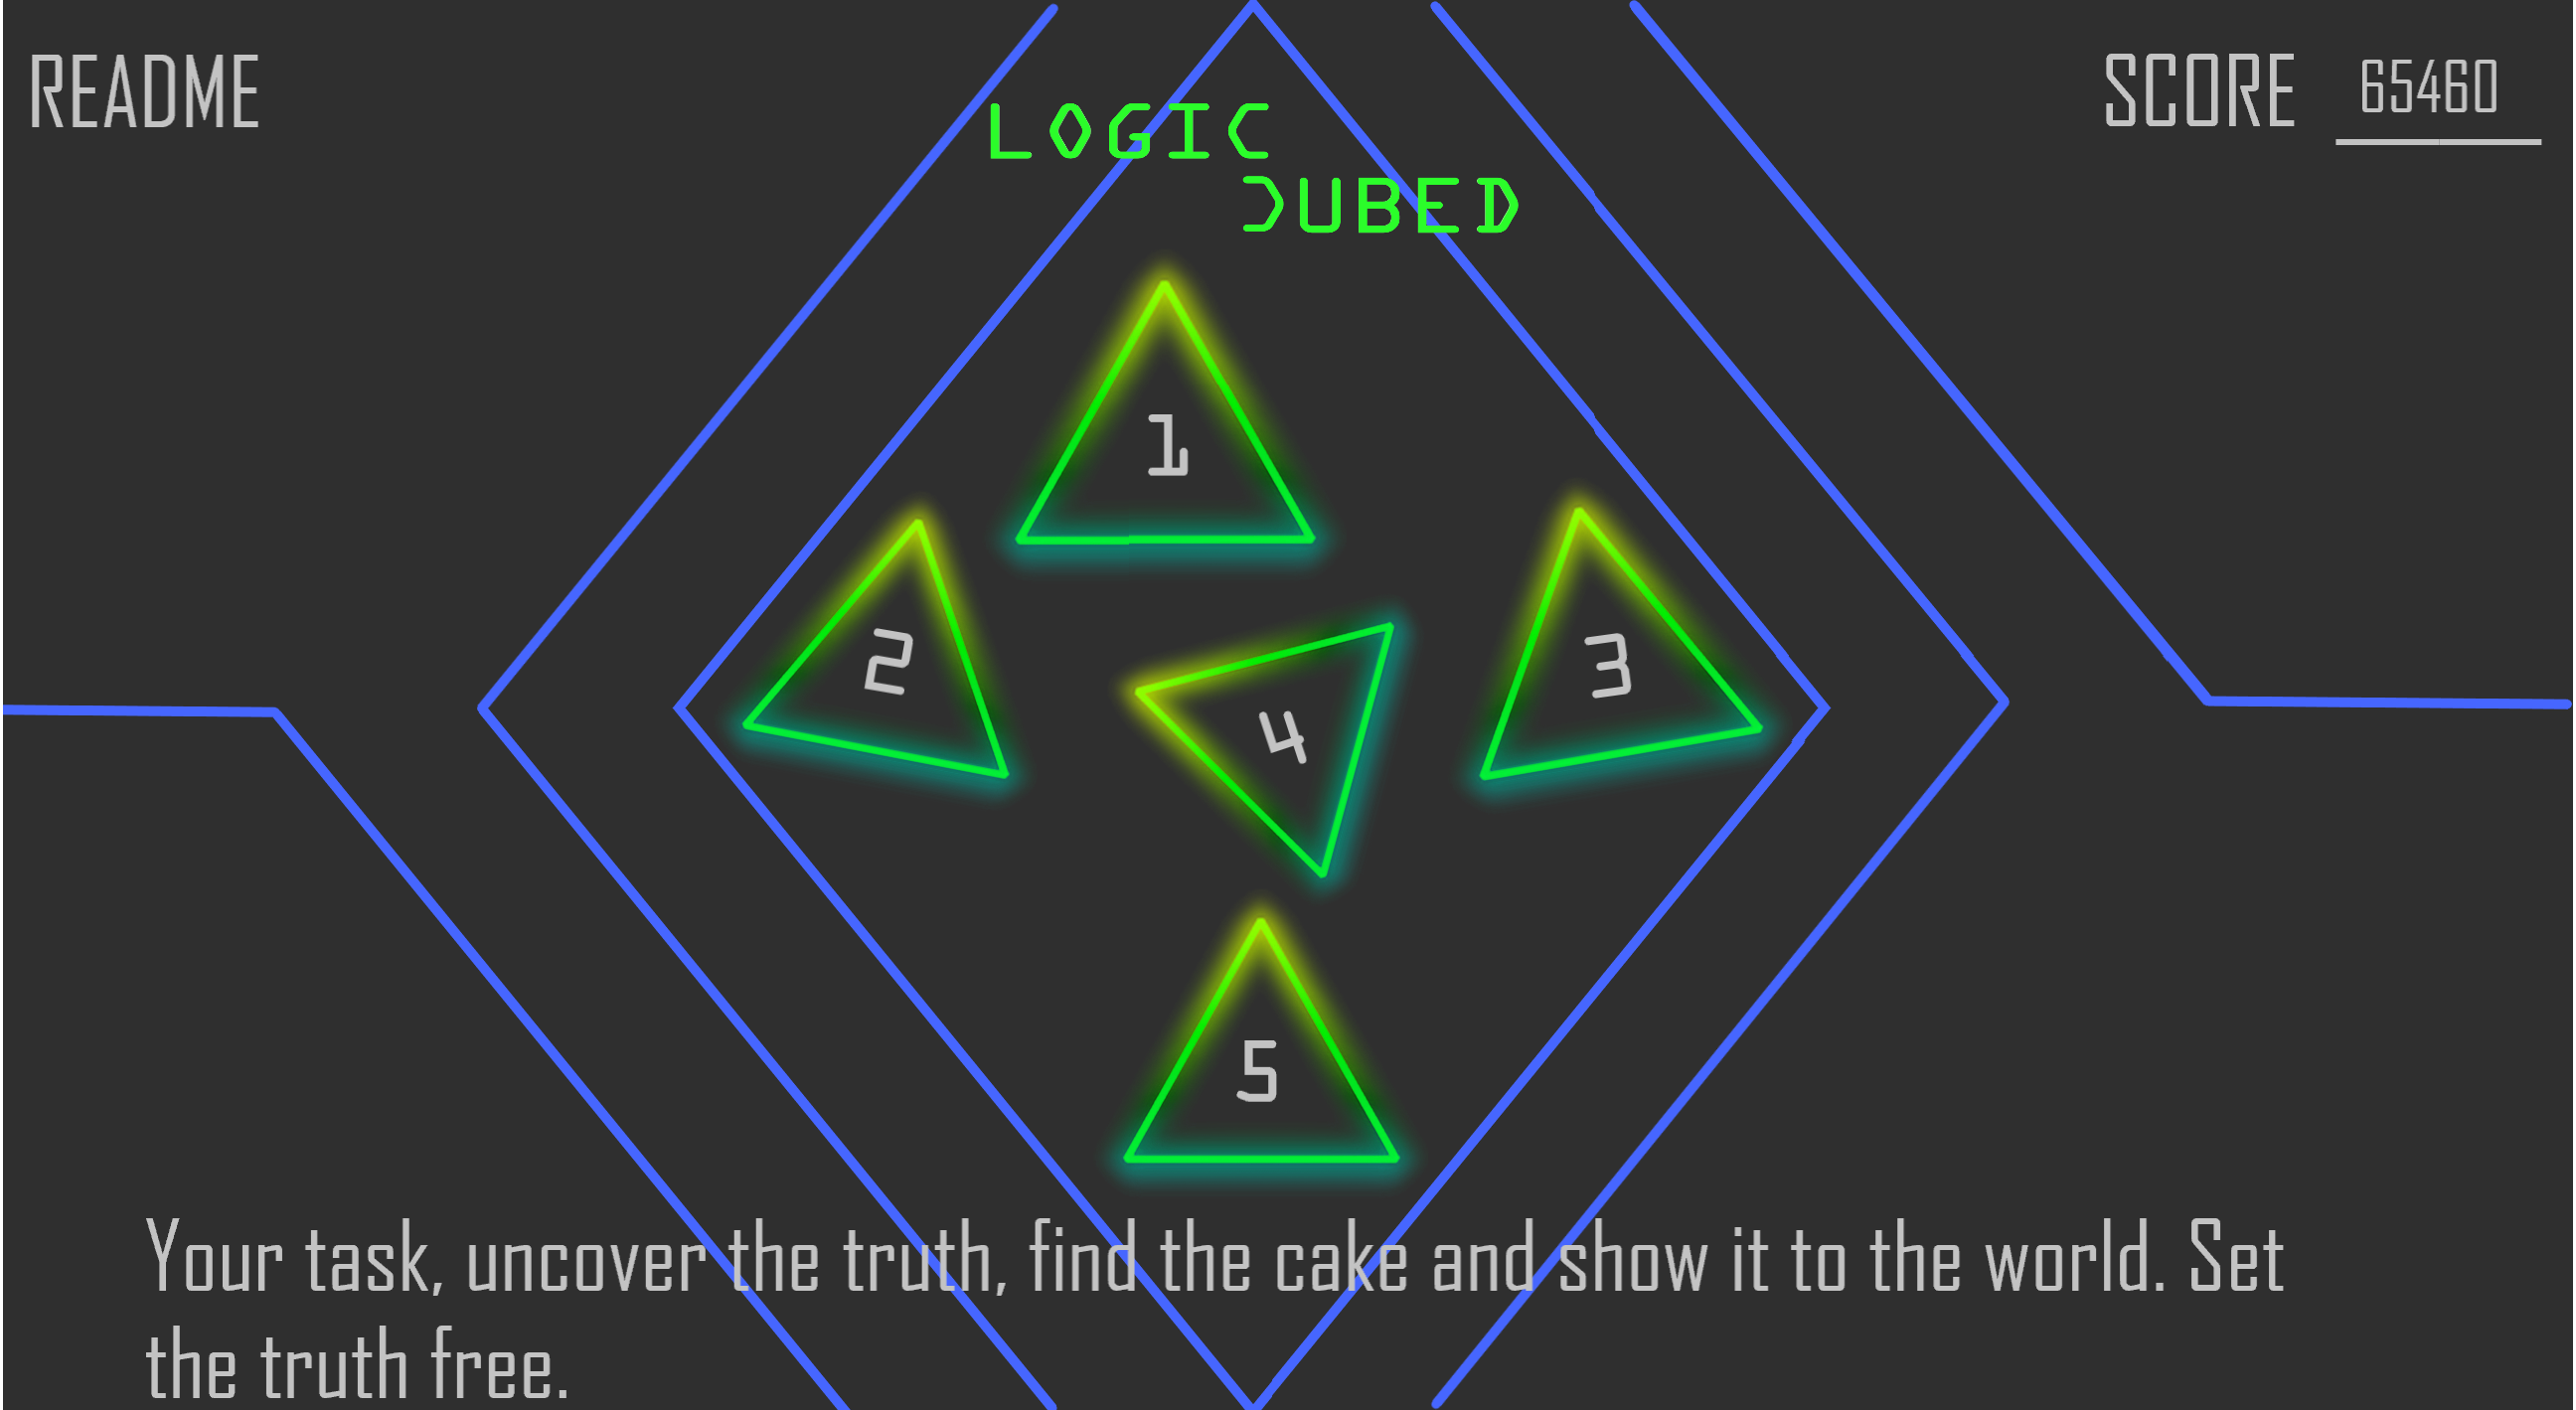 README
SCORE 65460
LOGIC
CUBED
1
2
3
4
5
Your task, uncover the truth, find the cake and show it to the world. Set
the truth free.